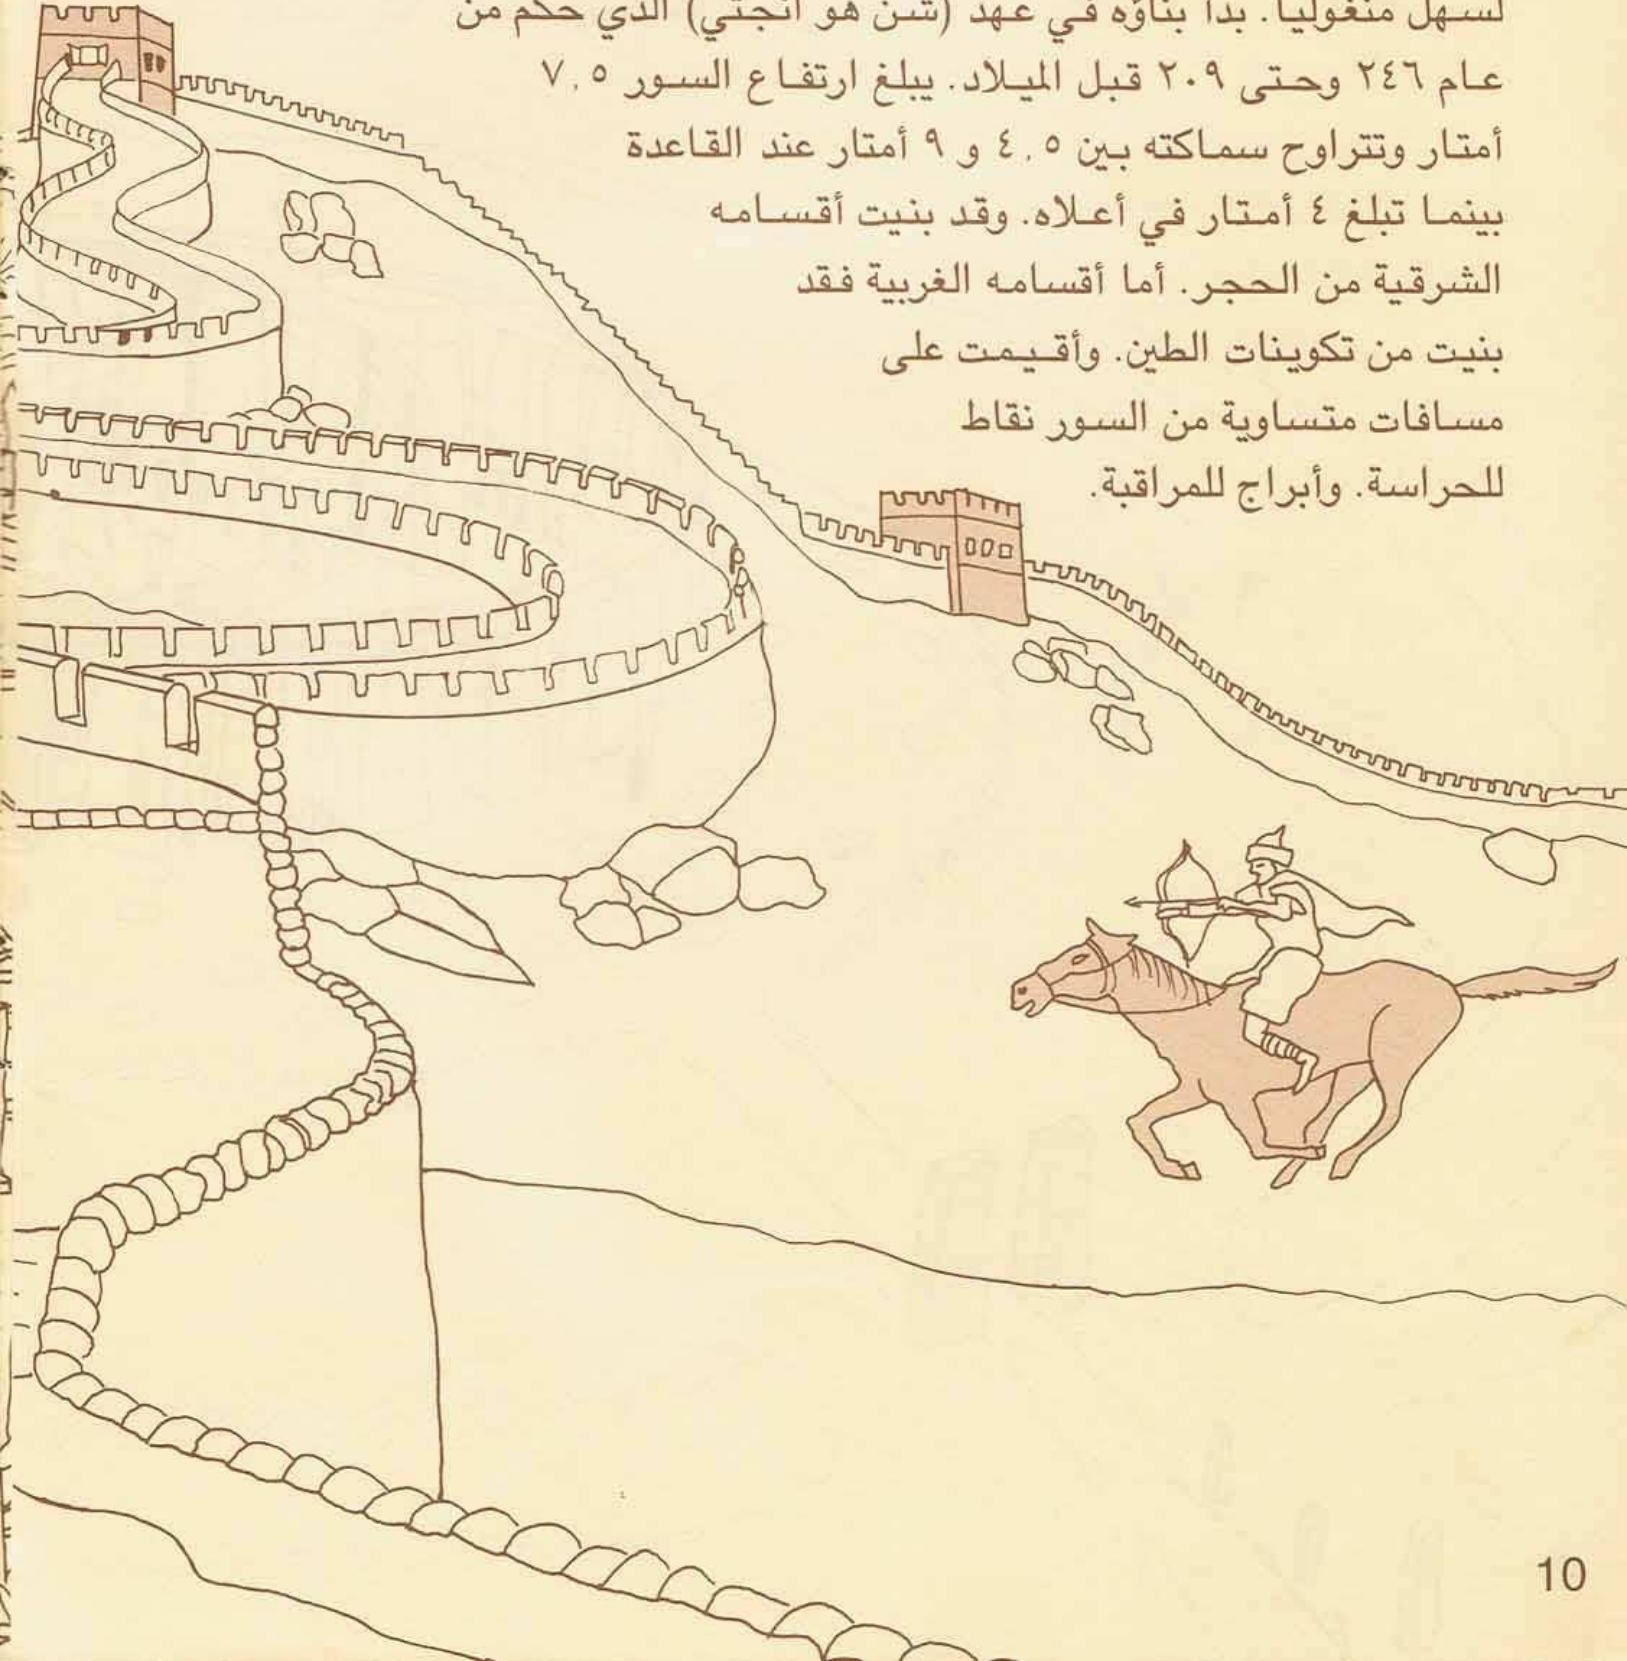 لسهل منغوليا. بدأ بناؤه في عهد (شن هو انجتي) الذي حكم من
عام ٢٤٦ وحتى ٢٠٩ قبل الميلاد. يبلغ ارتفاع السور ٧,٥
أمتار وتتراوح سماكته بين ٤,٥ و ٩ أمتار عند القاعدة
بينما تبلغ ٤ أمتار في أعلاه. وقد بنيت أقسامه
الشرقية من الحجر. أما أقسامه الغربية فقد
بنيت من تكوينات الطين. وأقيمت على
مسافات متساوية من السور نقاط
للحراسة. وأبراج للمراقبة.
10